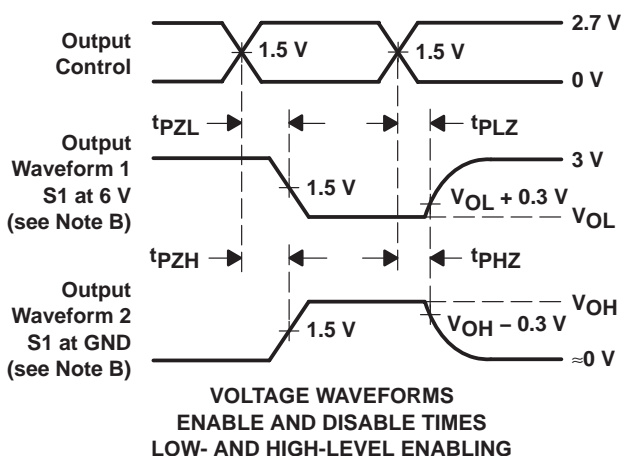 Output
Control
1.5 V
1.5 V
2.7 V
0 V
tPZL
tPLZ
Output
Waveform 1
S1 at 6 V
(see Note B)
1.5 V
3 V
VOL + 0.3 V
VOL
tPZH
tPHZ
Output
Waveform 2
S1 at GND
(see Note B)
1.5 V
VOH
VOH – 0.3 V
≈0 V
VOLTAGE WAVEFORMS
ENABLE AND DISABLE TIMES
LOW- AND HIGH-LEVEL ENABLING